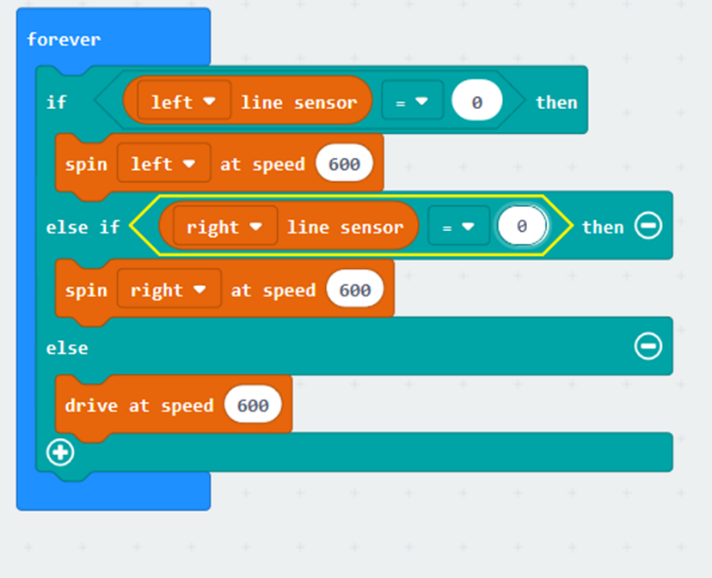 forever
if left line sensor = 0 then
spin left at speed 600
else if right line sensor = 0 then
spin right at speed 600
else
drive at speed 600